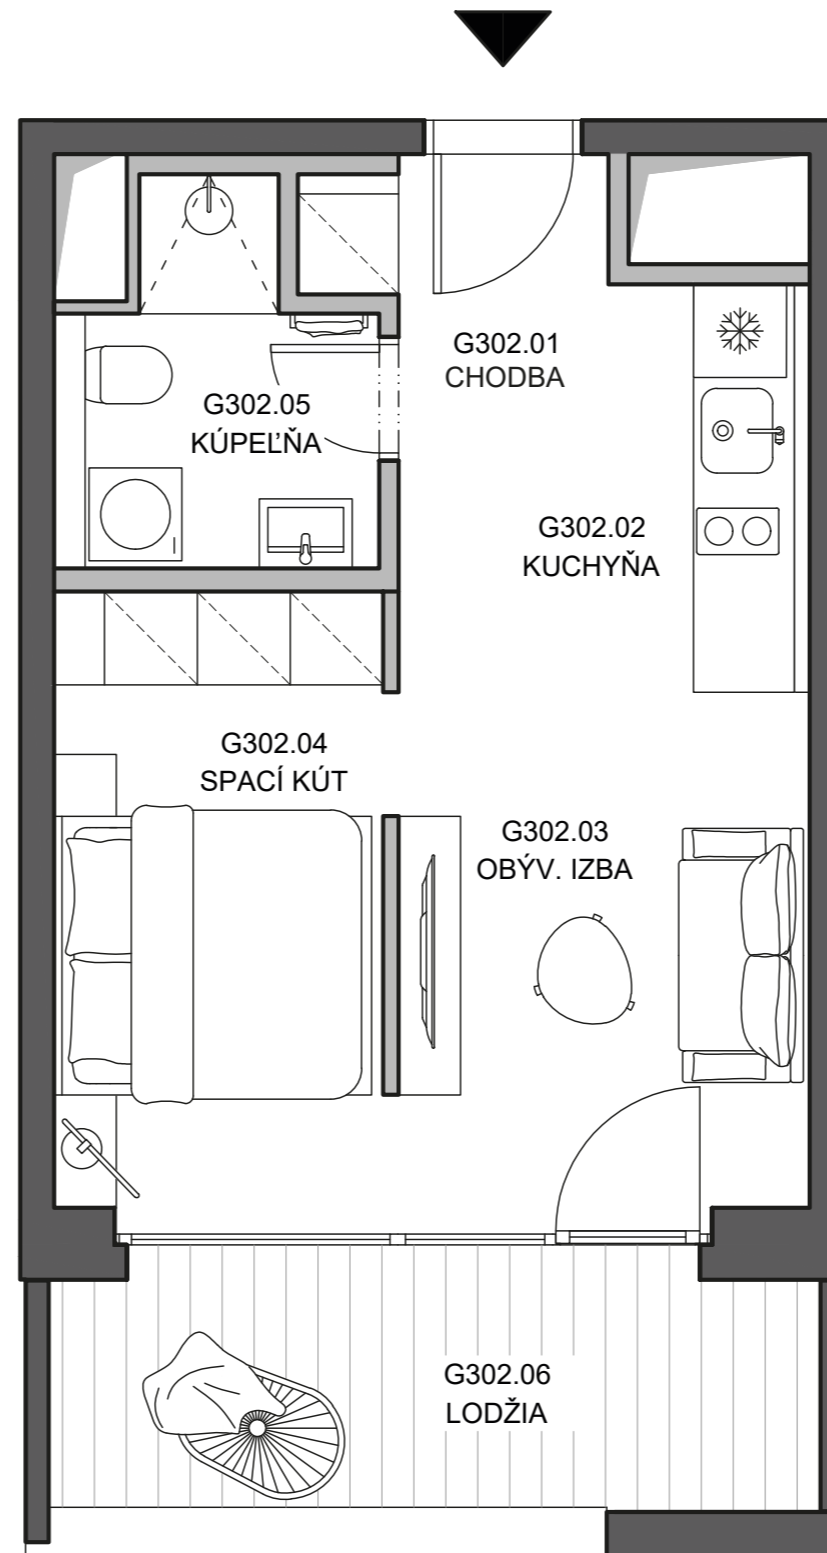 G302.01
CHODBA
G302.05
KÚPEĽŇA
G302.02
KUCHYŇA
G302.04
SPACÍ KÚT
G302.03
OBÝV. IZBA
G302.06
LODŽIA